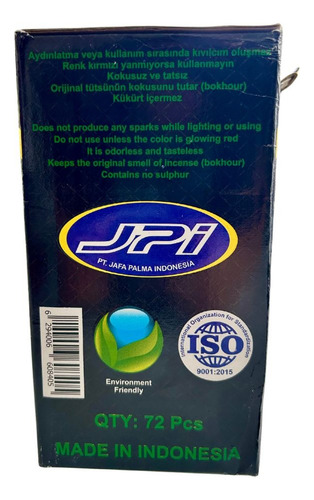 Aydınlatma veya kullanım sırasında kıvılcım oluşmaz
Renk kırmızı yanmıyorsa kullanmayın
Kokusuz ve tatsız
Orijinal tütsünün kokusunu tutar (bokhour)
Kükürt içermez
Does not produce any sparks while lighting or using
Do not use unless the color is glowing red
It is odorless and tasteless
Keeps the original smell of incense (bokhour)
Contains no sulphur
JPi
PT. JAFA PALMA INDONESIA
6 294006 608405
Environment
Friendly
International Organization for Standardization
ISO
9001:2015
QTY: 72 Pcs
MADE IN INDONESIA